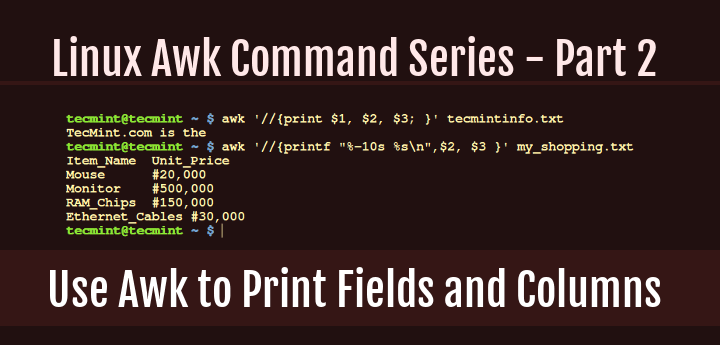 Linux Awk Command Series - Part 2
tecmint@tecmint ~ $ awk '//{print $1, $2, $3; }' tecmintinfo.txt
TecMint.com is the
tecmint@tecmint ~ $ awk '//{printf "%-10s %s\n",$2, $3 }' my_shopping.txt
Item_Name  Unit_Price
Mouse      #20,000
Monitor    #500,000
RAM_Chips  #150,000
Ethernet_Cables #30,000
tecmint@tecmint ~ $
Use Awk to Print Fields and Columns